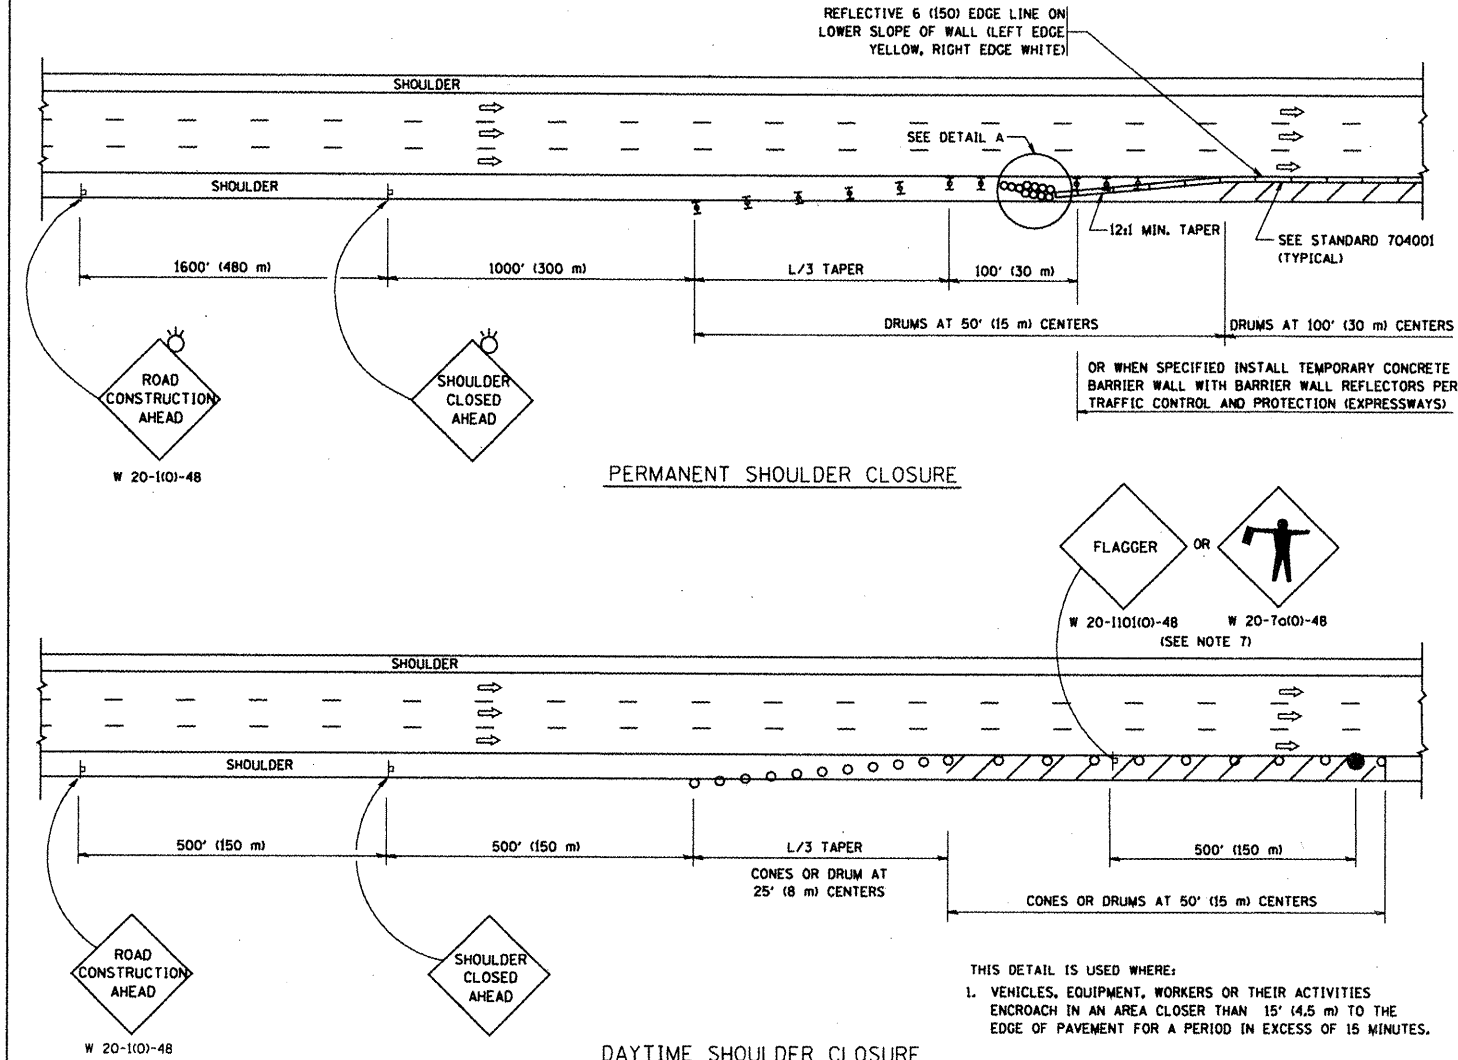 REFLECTIVE 6 (150) EDGE LINE ON
LOWER SLOPE OF WALL (LEFT EDGE
YELLOW, RIGHT EDGE WHITE)
SHOULDER
SEE DETAIL A
SHOULDER
12:1 MIN. TAPER
SEE STANDARD 704001
(TYPICAL)
1600' (480 m)
1000' (300 m)
L/3 TAPER
100' (30 m)
DRUMS AT 50' (15 m) CENTERS
DRUMS AT 100' (30 m) CENTERS
OR WHEN SPECIFIED INSTALL TEMPORARY CONCRETE
BARRIER WALL WITH BARRIER WALL REFLECTORS PER
TRAFFIC CONTROL AND PROTECTION (EXPRESSWAYS)
ROAD
CONSTRUCTION
AHEAD
W 20-1(O)-48
SHOULDER
CLOSED
AHEAD
PERMANENT SHOULDER CLOSURE
FLAGGER
OR
W 20-1101(O)-48
W 20-7a(O)-48
(SEE NOTE 7)
SHOULDER
SHOULDER
500' (150 m)
500' (150 m)
L/3 TAPER
CONES OR DRUM AT
25' (8 m) CENTERS
500' (150 m)
CONES OR DRUMS AT 50' (15 m) CENTERS
ROAD
CONSTRUCTION
AHEAD
W 20-1(O)-48
SHOULDER
CLOSED
AHEAD
THIS DETAIL IS USED WHERE:
1. VEHICLES, EQUIPMENT, WORKERS OR THEIR ACTIVITIES
ENCROACH IN AN AREA CLOSER THAN 15' (4.5 m) TO THE
EDGE OF PAVEMENT FOR A PERIOD IN EXCESS OF 15 MINUTES.
DAYTIME SHOULDER CLOSURE